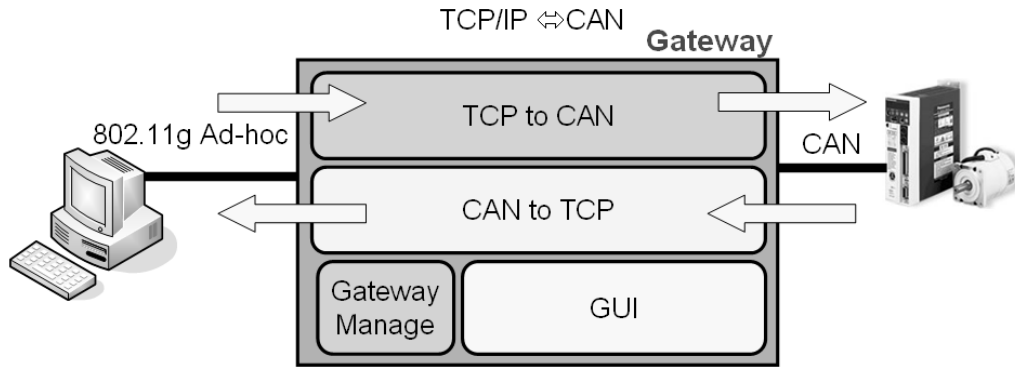 TCP/IP ⇔CAN
Gateway
TCP to CAN
802.11g Ad-hoc
CAN
CAN to TCP
Gateway
Manage
GUI